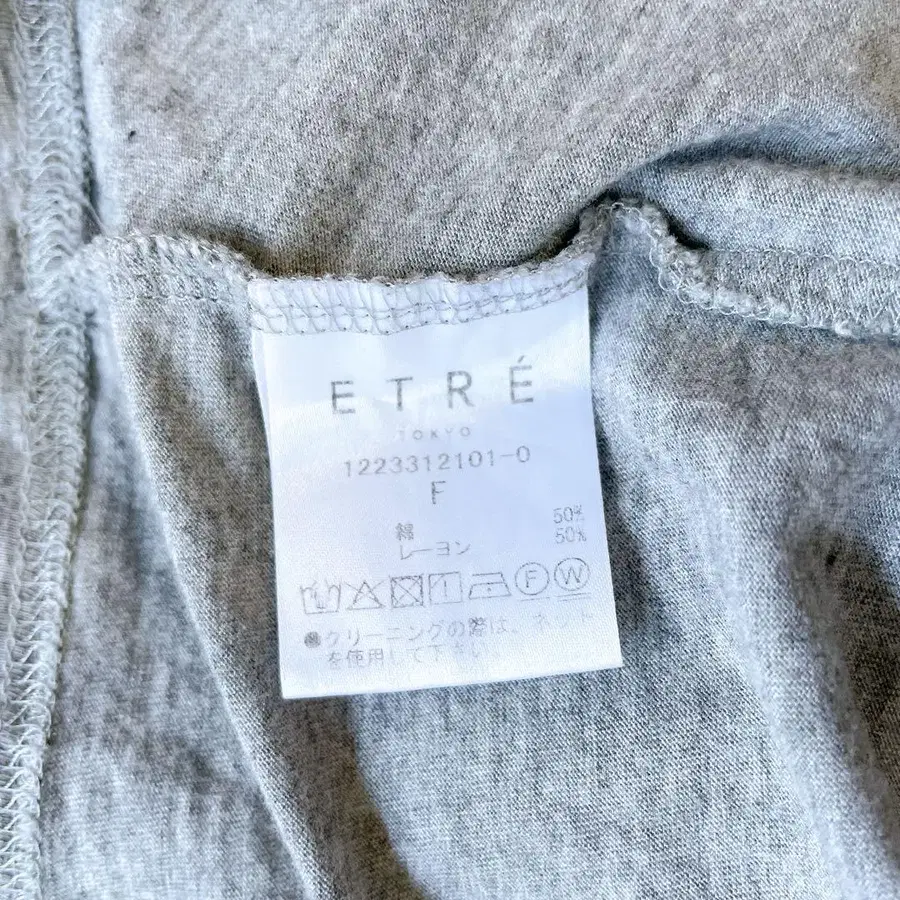 ETRÉ
TOKYO
1223312101-0
F
綿 50%
レーヨン 50%
F W
●クリーニングの際は、ネット
を使用して下さい。